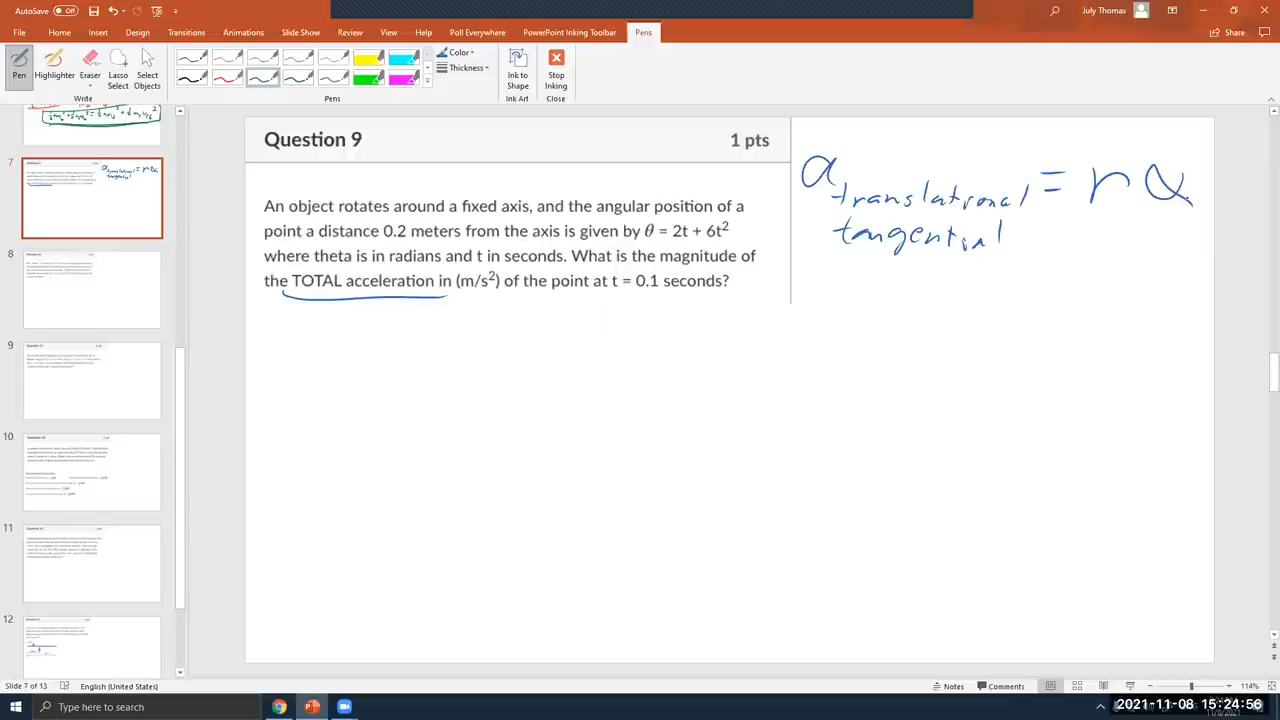 AutoSave Off
Judy Thomas
File Home Insert Design Transitions Animations Slide Show Review View Help Poll Everywhere PowerPoint Inking Toolbar Pens Share
Pen Highlighter Eraser Lasso Select Select Objects Color Thickness Ink to Shape Stop Inking
Write Pens Ink Art Close
7
8
9
10
11
12
Question 9 1 pts
An object rotates around a fixed axis, and the angular position of a
point a distance 0.2 meters from the axis is given by θ = 2t + 6t²
where theta is in radians and t in seconds. What is the magnitude of
the TOTAL acceleration in (m/s²) of the point at t = 0.1 seconds?
a translational = r α
tangential
Slide 7 of 13 English (United States) Notes Comments 114%
Type here to search
2021-11-08 15:24:56